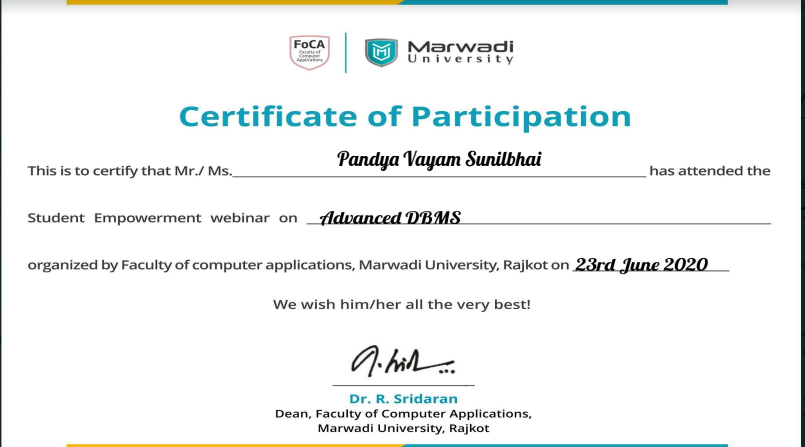 FoCA
Faculty of
Computer
Applications
Marwadi
University
Certificate of Participation
This is to certify that Mr./ Ms. Pandya Vayam Sunilbhai has attended the
Student Empowerment webinar on Advanced DBMS
organized by Faculty of computer applications, Marwadi University, Rajkot on 23rd June 2020
We wish him/her all the very best!
Dr. R. Sridaran
Dean, Faculty of Computer Applications,
Marwadi University, Rajkot